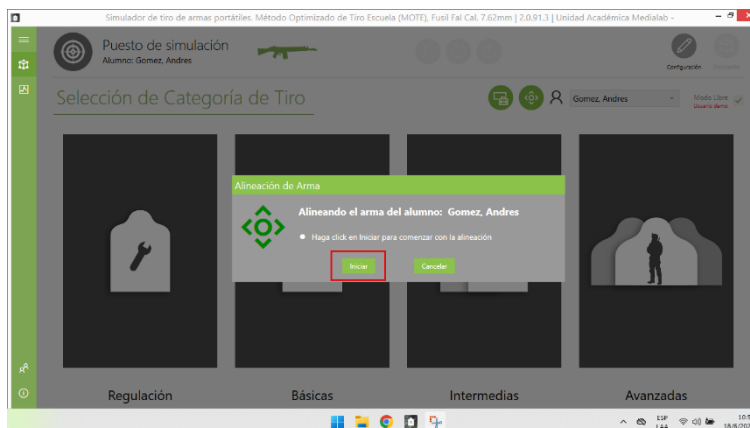 Simulador de tiro de armas portátiles. Método Optimizado de Tiro Escuela (MOTE), Fusil Fal Cal. 7.62mm | 2.0.91.3 | Unidad Académica Medialab -
Puesto de simulación
Alumno: Gomez, Andres
Configuración
Selección de Categoría de Tiro
Gomez, Andres
Modo Libre
Usuario demo
Alineación de Arma
Alineando el arma del alumno: Gomez, Andres
Haga click en Iniciar para comenzar con la alineación
Iniciar
Cancelar
Regulación
Básicas
Intermedias
Avanzadas
ESP
LAA